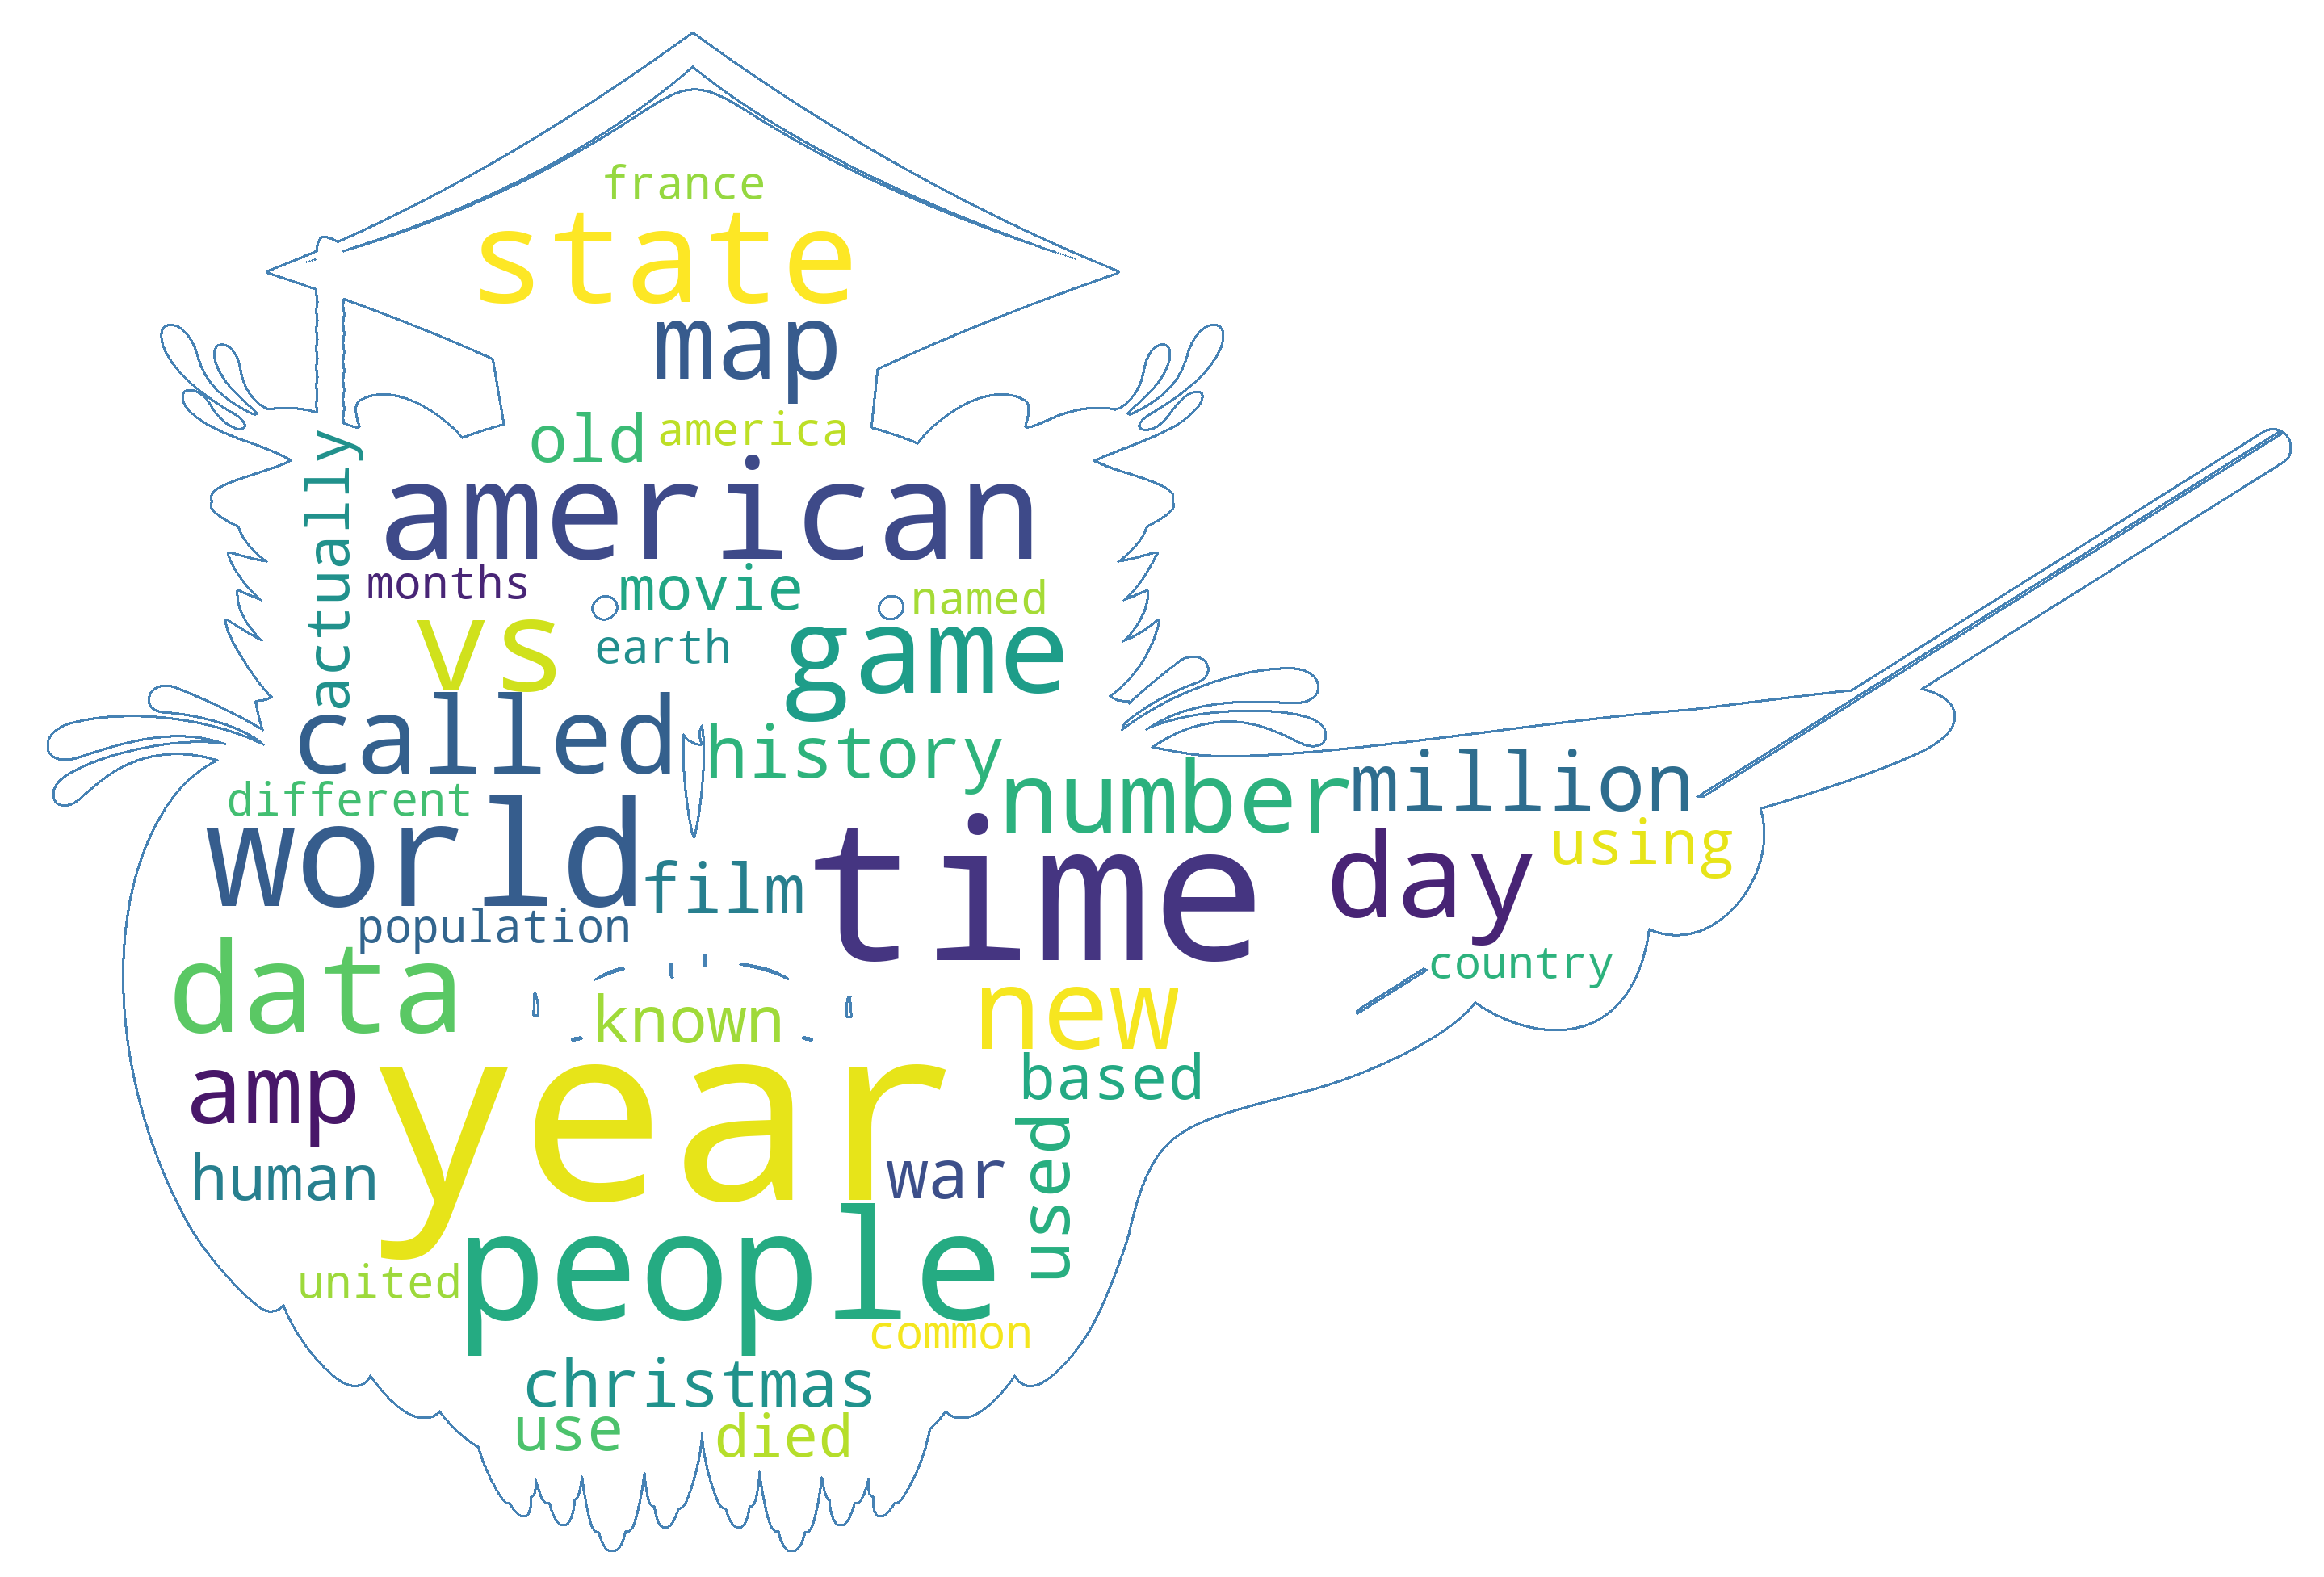 france
state
map
old
america
american
actually
months
movie
named
vs
earth
game
called
history
number
million
different
world
film
time
day
using
population
data
known
new
country
amp
year
based
human
war
used
people
united
common
christmas
use
died